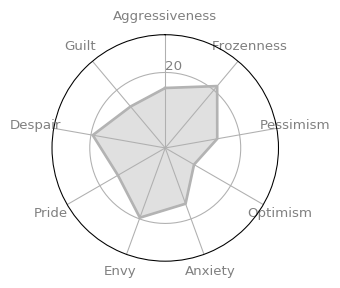 Aggressiveness
Guilt
Frozenness
20
Despair
Pessimism
Pride
Optimism
Envy
Anxiety